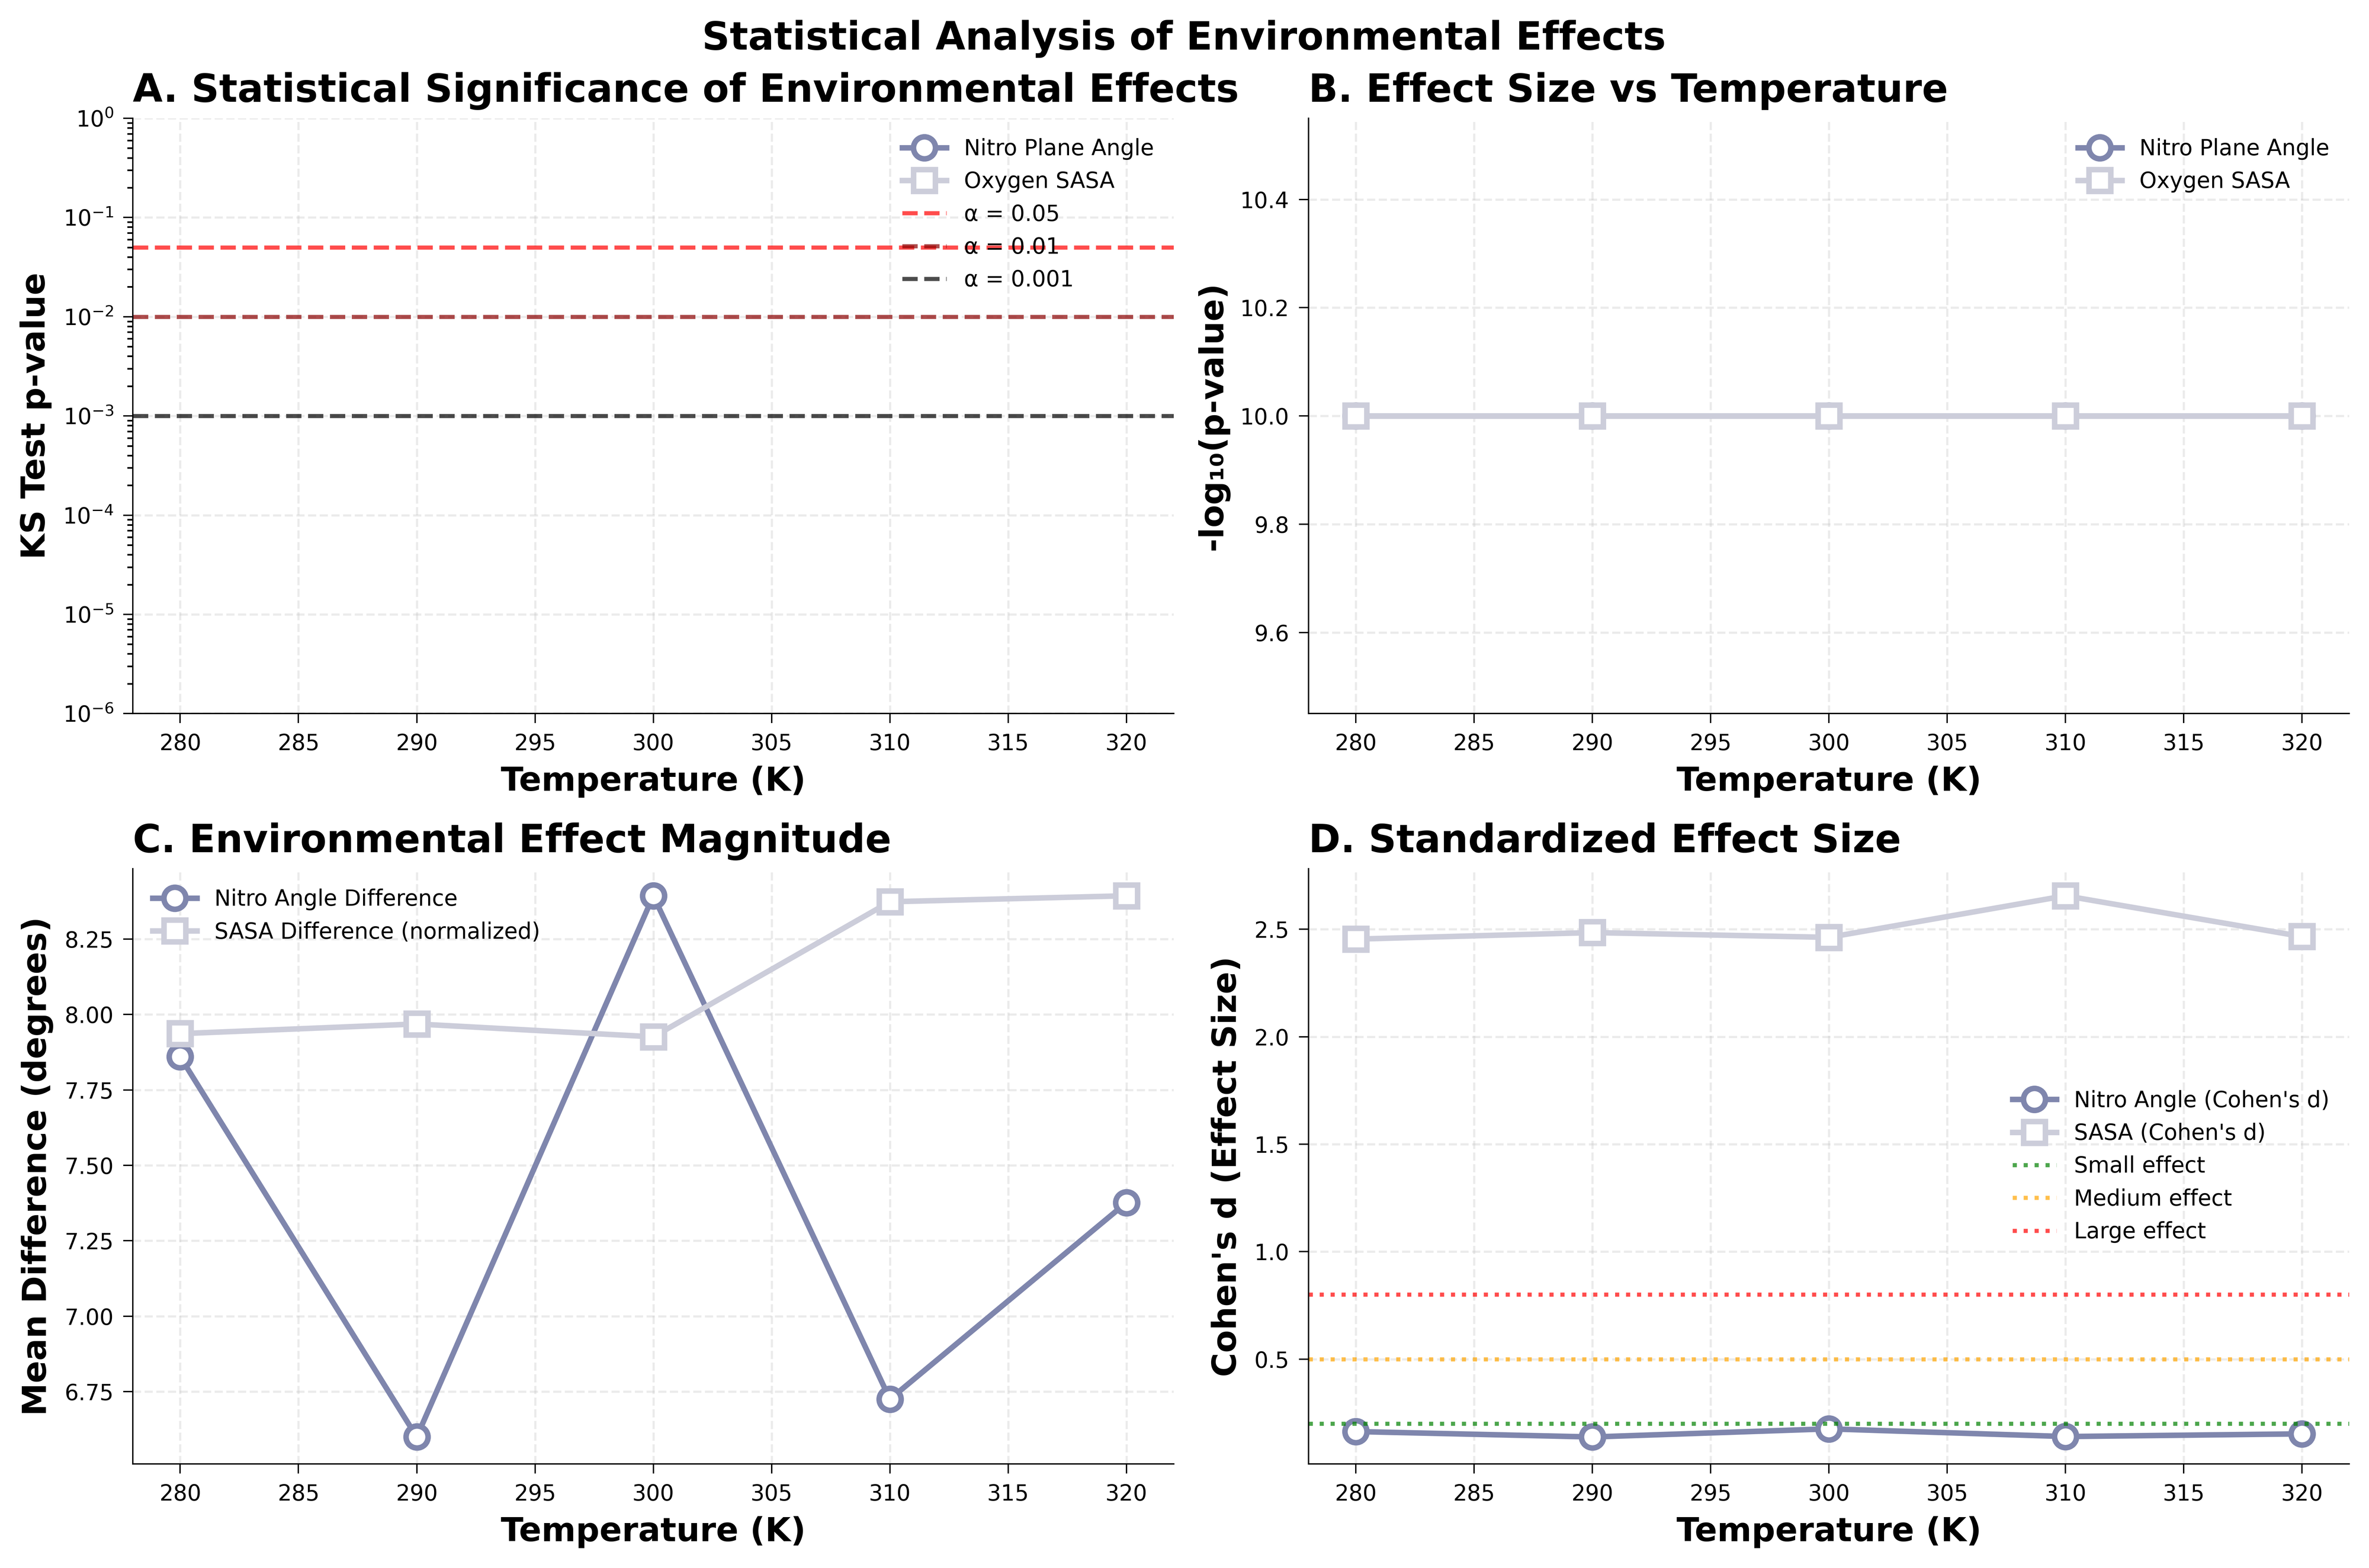 Statistical Analysis of Environmental Effects
A. Statistical Significance of Environmental Effects
10⁰
10⁻¹
10⁻²
10⁻³
10⁻⁴
10⁻⁵
10⁻⁶
KS Test p-value
Nitro Plane Angle
Oxygen SASA
α = 0.05
α = 0.01
α = 0.001
280 285 290 295 300 305 310 315 320
Temperature (K)
B. Effect Size vs Temperature
10.4
10.2
10.0
9.8
9.6
-log₁₀(p-value)
Nitro Plane Angle
Oxygen SASA
280 285 290 295 300 305 310 315 320
Temperature (K)
C. Environmental Effect Magnitude
8.25
8.00
7.75
7.50
7.25
7.00
6.75
Mean Difference (degrees)
Nitro Angle Difference
SASA Difference (normalized)
280 285 290 295 300 305 310 315 320
Temperature (K)
D. Standardized Effect Size
2.5
2.0
1.5
1.0
0.5
Cohen's d (Effect Size)
Nitro Angle (Cohen's d)
SASA (Cohen's d)
Small effect
Medium effect
Large effect
280 285 290 295 300 305 310 315 320
Temperature (K)